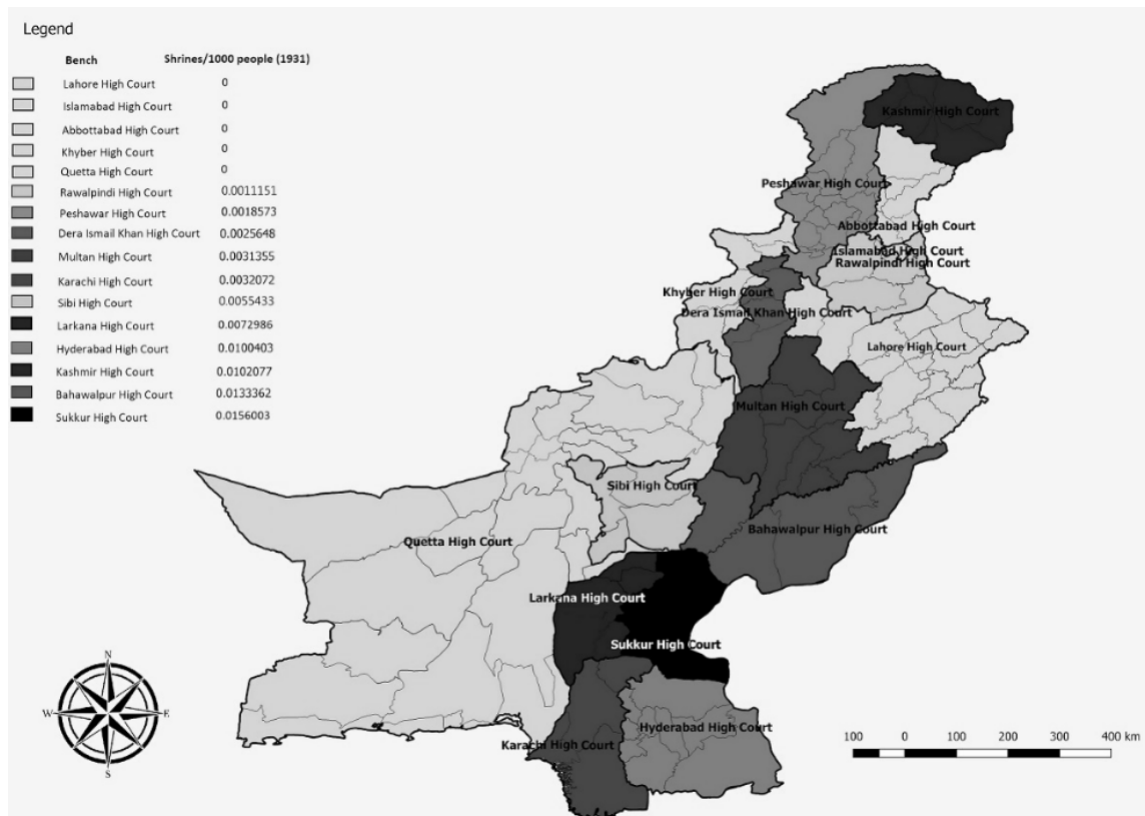 Legend
Bench Shrines/1000 people (1931)
Lahore High Court 0
Islamabad High Court 0
Abbottabad High Court 0
Khyber High Court 0
Quetta High Court 0
Rawalpindi High Court 0.0011151
Peshawar High Court 0.0018573
Dera Ismail Khan High Court 0.0025648
Multan High Court 0.0031355
Karachi High Court 0.0032072
Sibi High Court 0.0055433
Larkana High Court 0.0072986
Hyderabad High Court 0.0100403
Kashmir High Court 0.0102077
Bahawalpur High Court 0.0133362
Sukkur High Court 0.0156003
Kashmir High Court
Peshawar High Court
Abbottabad High Court
Islamabad High Court
Rawalpindi High Court
Khyber High Court
Dera Ismail Khan High Court
Lahore High Court
Multan High Court
Sibi High Court
Bahawalpur High Court
Quetta High Court
Larkana High Court
Sukkur High Court
Hyderabad High Court
Karachi High Court
N
W E
S
100 0 100 200 300 400 km